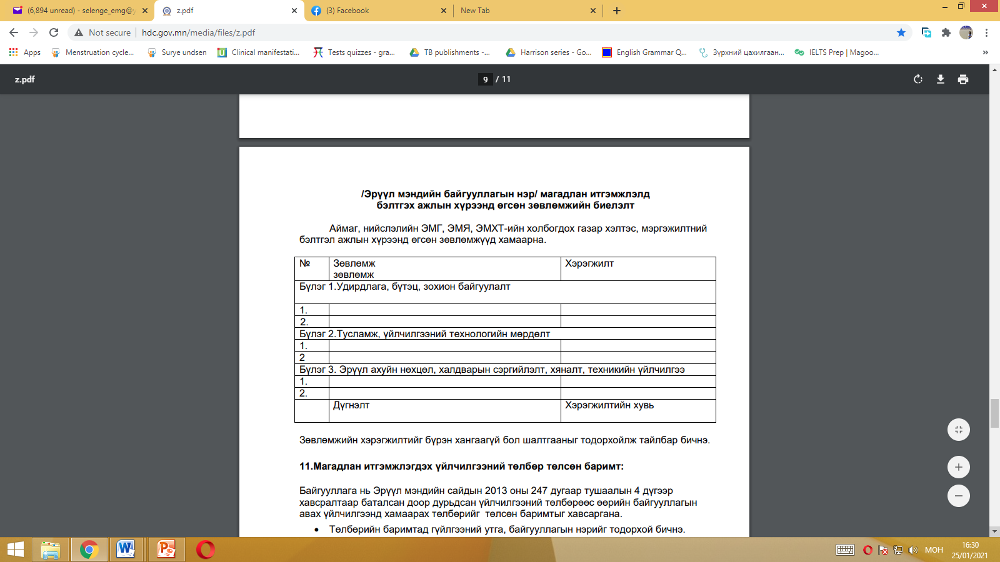 (6,894 unread) - selenge_emg@y
z.pdf
(3) Facebook
New Tab
Not secure
hdc.gov.mn/media/files/z.pdf
Apps
Menstruation cycle...
Surye undsen
Clinical manifestati...
Tests quizzes - gra...
TB publishments -...
Harrison series - Go...
English Grammar Q...
Зүрхний цахилгаан...
IELTS Prep | Magoo...
»
z.pdf
9 / 11
/Эрүүл мэндийн байгууллагын нэр/ магадлан итгэмжлэлд
бэлтгэх ажлын хүрээнд өгсөн зөвлөмжийн биелэлт
Аймаг, нийслэлийн ЭМГ, ЭМЯ, ЭМХТ-ийн холбогдох газар хэлтэс, мэргэжилтний
бэлтгэл ажлын хүрээнд өгсөн зөвлөмжүүд хамаарна.
№ Зөвлөмж Хэрэгжилт
зөвлөмж
Бүлэг 1.Удирдлага, бүтэц, зохион байгуулалт
1.
2.
Бүлэг 2.Тусламж, үйлчилгээний технологийн мөрдөлт
1.
2
Бүлэг 3. Эрүүл ахуйн нөхцөл, халдварын сэргийлэлт, хяналт, техникийн үйлчилгээ
1.
2.
Дүгнэлт Хэрэгжилтийн хувь
Зөвлөмжийн хэрэгжилтийг бүрэн хангаагүй бол шалтгааныг тодорхойлж тайлбар бичнэ.
11.Магадлан итгэмжлэгдэх үйлчилгээний төлбөр төлсөн баримт:
Байгууллага нь Эрүүл мэндийн сайдын 2013 оны 247 дугаар тушаалын 4 дүгээр
хавсралтаар баталсан доор дурьдсан үйлчилгээний төлбөрөөс өөрийн байгууллагын
авах үйлчилгээнд хамаарах төлбөрийг төлсөн баримтыг хавсаргана.
• Төлбөрийн баримтад гүйлгээний утга, байгууллагын нэрийг тодорхой бичнэ.
МОН
16:30
25/01/2021